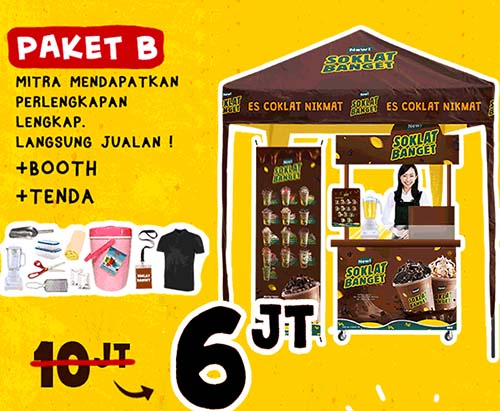 PAKET B
MITRA MENDAPATKAN
PERLENGKAPAN
LENGKAP.
LANGSUNG JUALAN !
+BOOTH
+TENDA
10 JT
6 JT
New!
SOKLAT
BANGET
ES COKLAT NIKMAT
ES COKLAT NIKMAT
New!
SOKLAT
BANGET
New!
SOKLAT
BANGET
New!
SOKLAT
BANGET
SOKLAT
BANGET